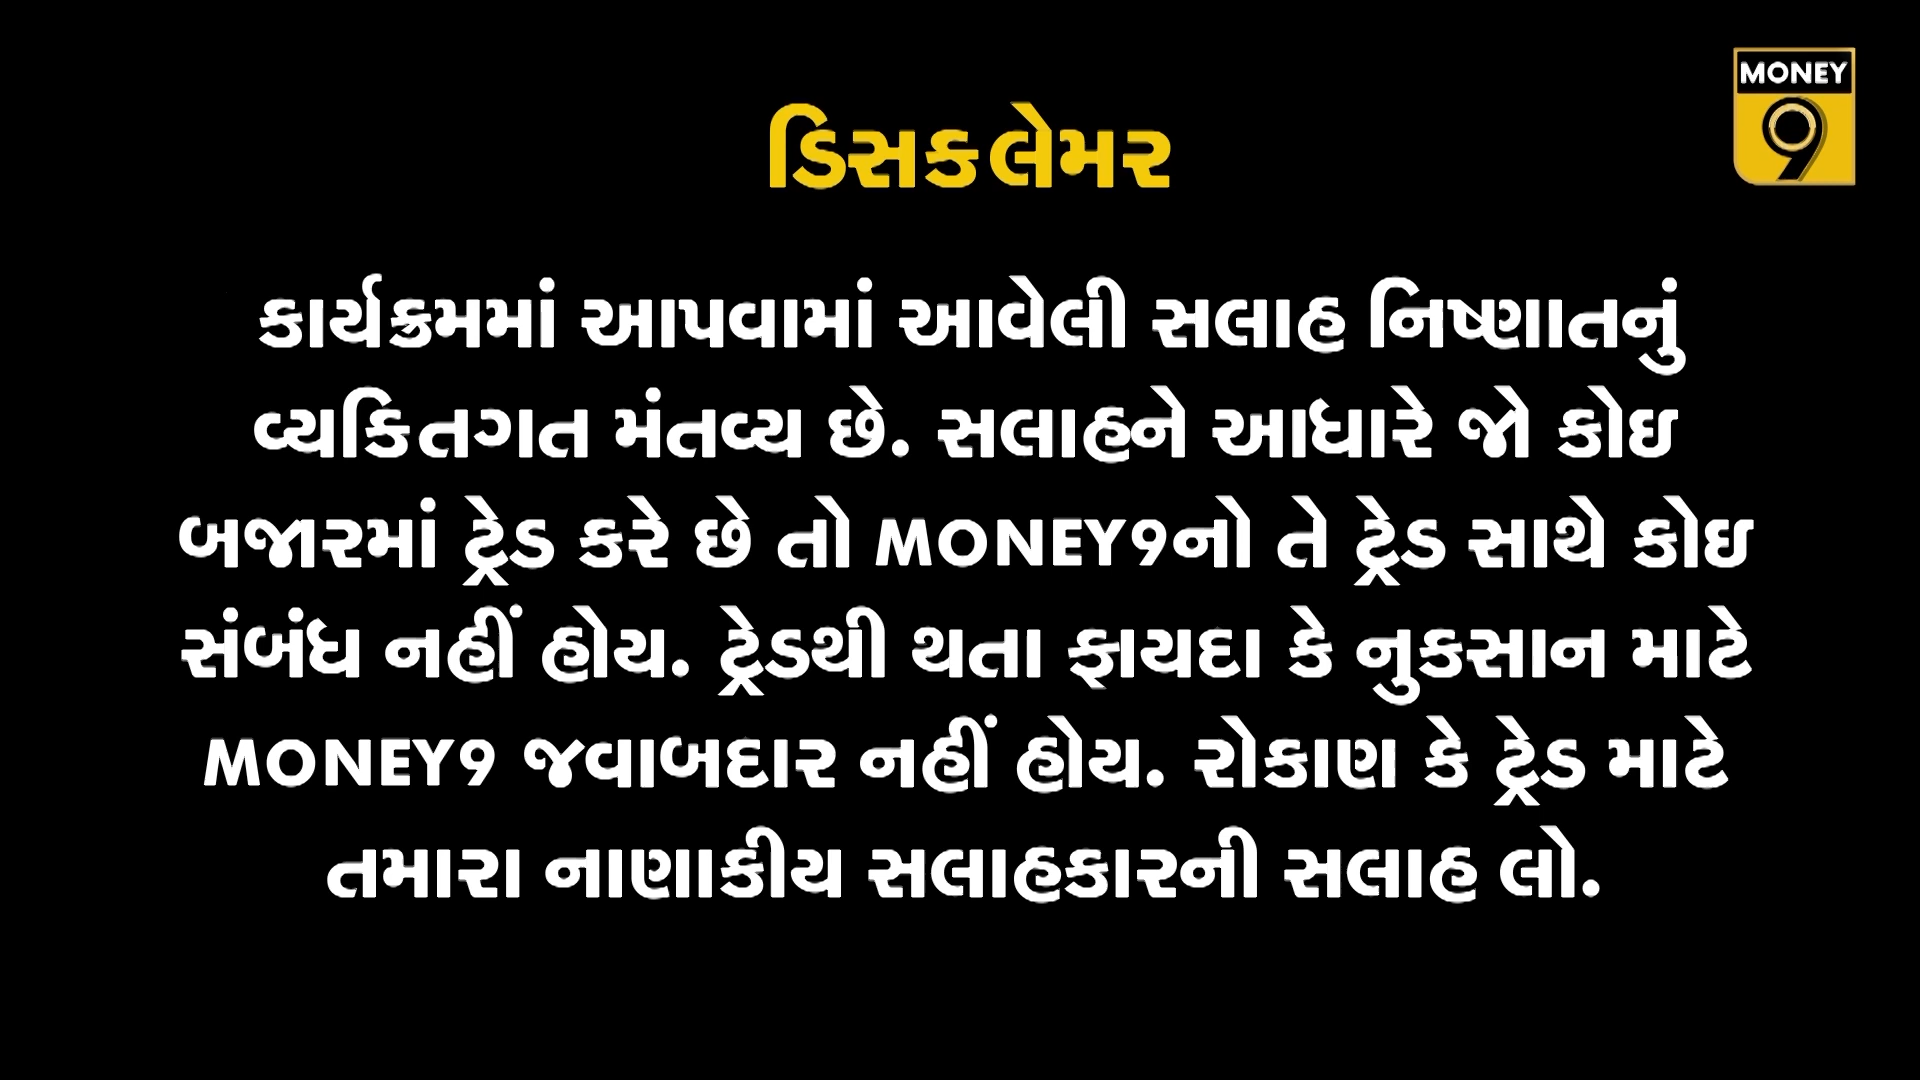 MONEY
9
ડિસકલેમર
કાર્યક્રમમાં આપવામાં આવેલી સલાહ નિષ્ણાતનું
વ્યકિતગત મંતવ્ય છે. સલાહને આધારે જો કોઇ
બજારમાં ટ્રેડ કરે છે તો MONEY9નો તે ટ્રેડ સાથે કોઇ
સંબંધ નહીં હોય. ટ્રેડથી થતા ફાયદા કે નુકસાન માટે
MONEY9 જવાબદાર નહીં હોય. રોકાણ કે ટ્રેડ માટે
તમારા નાણાકીય સલાહકારની સલાહ લો.